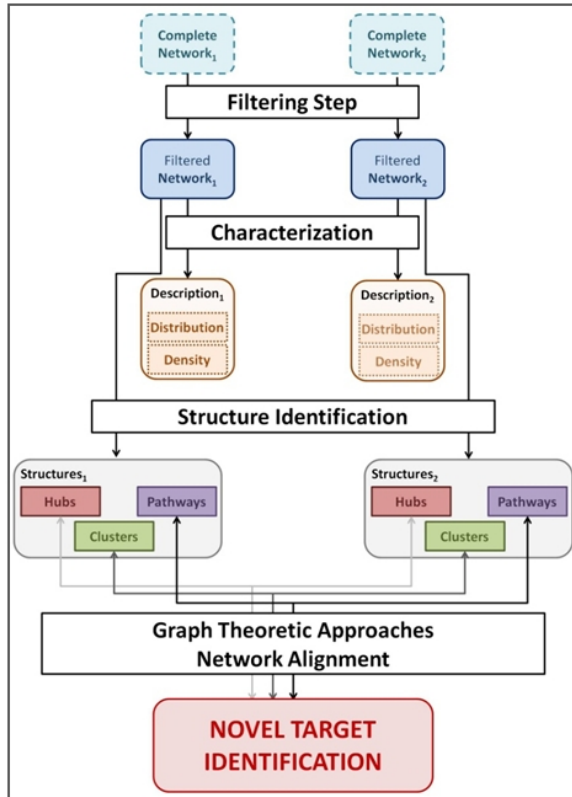 Complete
Network₁
Complete
Network₂
Filtering Step
Filtered
Network₁
Filtered
Network₂
Characterization
Description₁
Distribution
Density
Description₂
Distribution
Density
Structure Identification
Structures₁
Hubs
Pathways
Clusters
Structures₂
Hubs
Pathways
Clusters
Graph Theoretic Approaches
Network Alignment
NOVEL TARGET
IDENTIFICATION